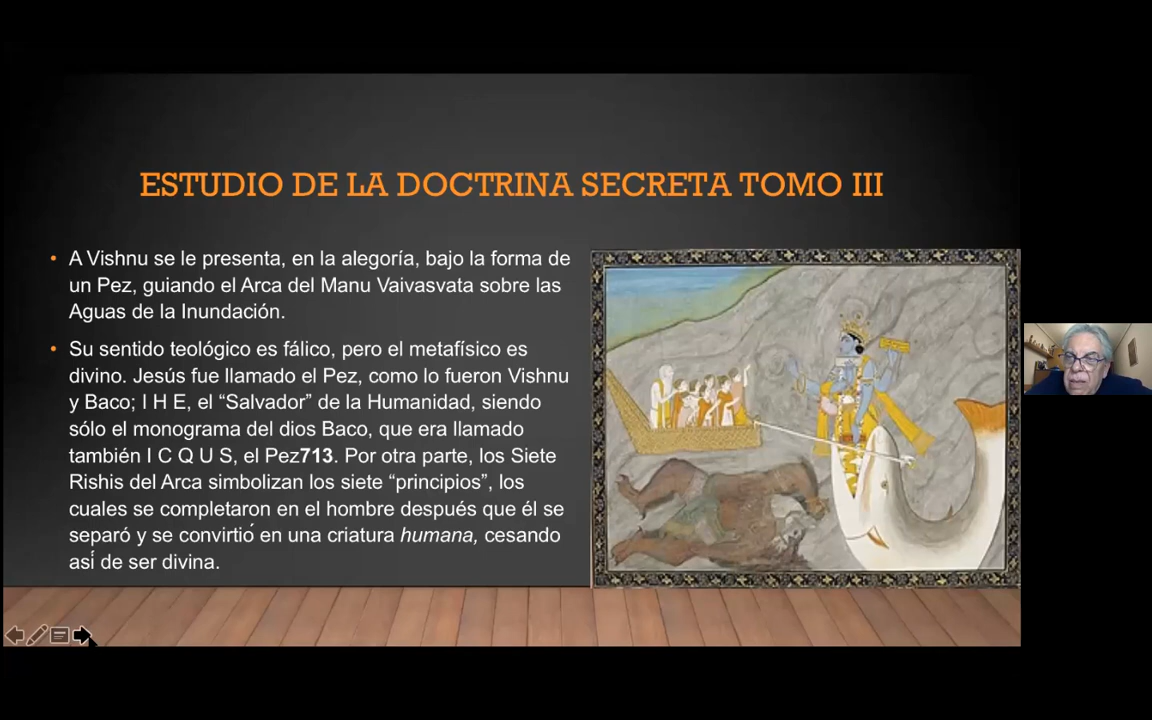 ESTUDIO DE LA DOCTRINA SECRETA TOMO III
• A Vishnu se le presenta, en la alegoría, bajo la forma de
un Pez, guiando el Arca del Manu Vaivasvata sobre las
Aguas de la Inundación.
• Su sentido teológico es fálico, pero el metafísico es
divino. Jesús fue llamado el Pez, como lo fueron Vishnu
y Baco; I H E, el “Salvador” de la Humanidad, siendo
sólo el monograma del dios Baco, que era llamado
también I C Q U S, el Pez713. Por otra parte, los Siete
Rishis del Arca simbolizan los siete “principios”, los
cuales se completaron en el hombre después que él se
separó y se convirtió en una criatura humana, cesando
así de ser divina.